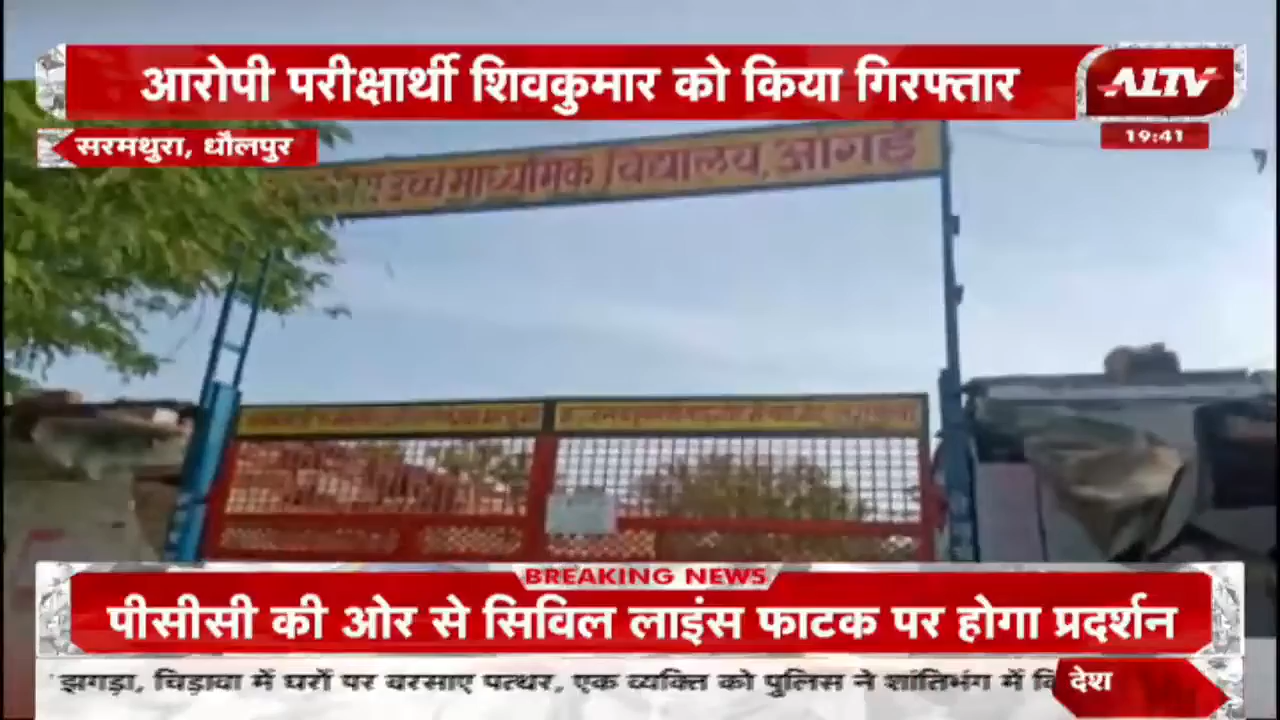 आरोपी परीक्षार्थी शिवकुमार को किया गिरफ्तार
ALTV
19:41
सरमथुरा, धौलपुर
उच्च माध्यमिक विद्यालय, आंगई
BREAKING NEWS
पीसीसी की ओर से सिविल लाइंस फाटक पर होगा प्रदर्शन
झगड़ा, चिड़ावा में घरों पर बरसाए पत्थर, एक व्यक्ति को पुलिस ने शांतिभंग में
देश